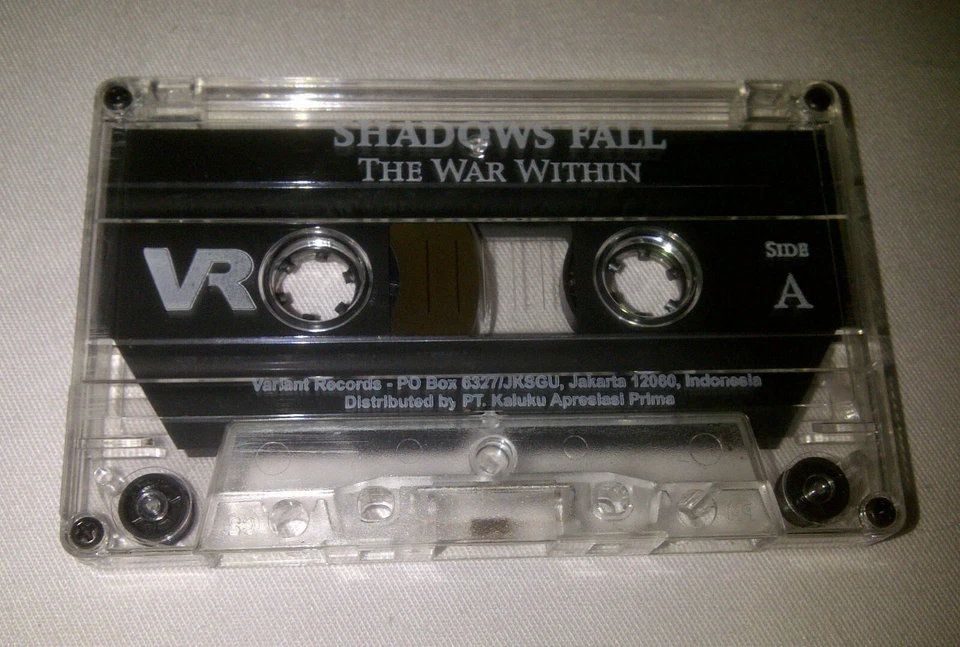 SHADOWS FALL
THE WAR WITHIN
VR
SIDE
A
Variant Records - PO Box 6327/JKSGU, Jakarta 12060, Indonesia
Distributed by PT. Kaluku Apresiasi Prima